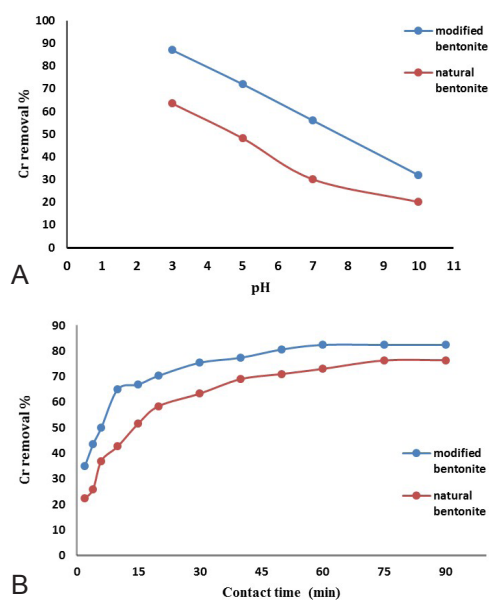 100
90
80
70
60
50
40
30
20
10
0
Cr removal %
0 1 2 3 4 5 6 7 8 9 10 11
pH
modified
bentonite
natural
bentonite
A
90
80
70
60
50
40
30
20
10
0
Cr removal %
0 15 30 45 60 75 90
Contact time (min)
modified
bentonite
natural
bentonite
B